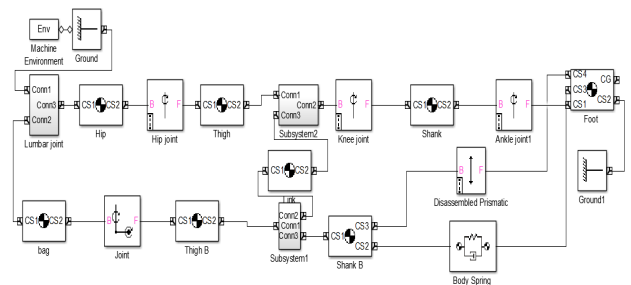 Env
Machine
Environment
Ground
Conn1
Conn3
Conn2
Lumbar joint
CS1 CS2
Hip
B F
Hip joint
CS1 CS2
Thigh
Conn1
Conn2
Conn3
Subsystem2
B F
Knee joint
CS1 CS2
Shank
B F
Ankle joint1
CS4
CG
CS3
CS2
CS1
Foot
Ground1
CS1 CS2
Link
B F
Disassembled Prismatic
CS1 CS2
bag
B F
Joint
CS1 CS2
Thigh B
Conn2
Conn1
Conn3
Subsystem1
CS3
CS1
CS2
Shank B
Body Spring